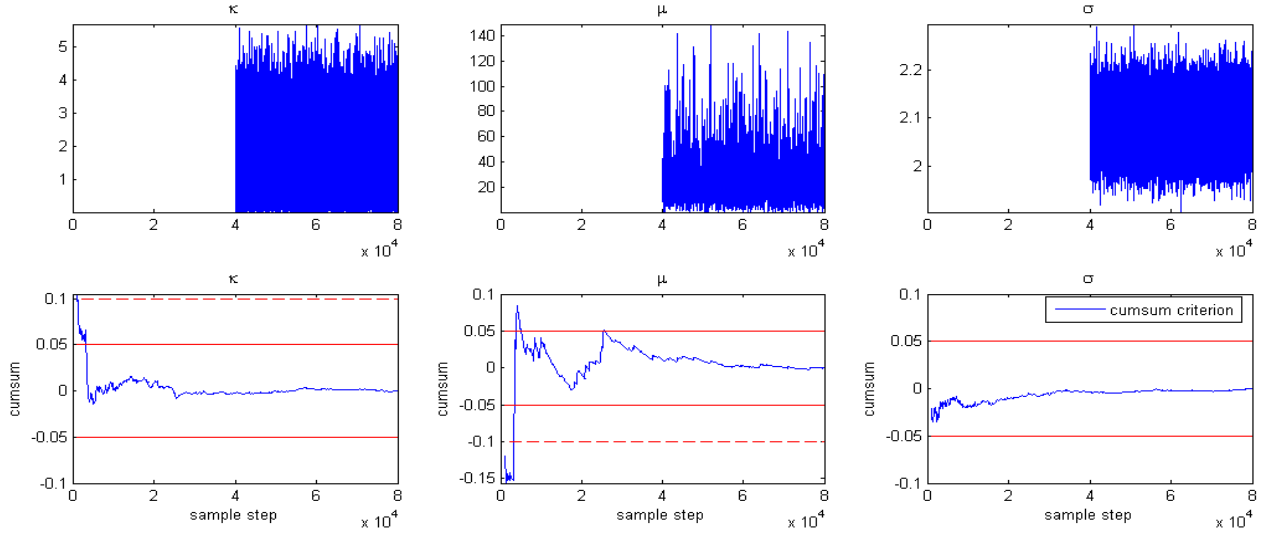 κ
5
4
3
2
1
0 2 4 6 8
x 10^4
μ
140
120
100
80
60
40
20
0 2 4 6 8
x 10^4
σ
2.2
2.1
2
0 2 4 6 8
x 10^4
κ
cumsum
0.1
0.05
0
-0.05
-0.1
0 2 4 6 8
sample step
x 10^4
μ
cumsum
0.1
0.05
0
-0.05
-0.1
-0.15
0 2 4 6 8
sample step
x 10^4
σ
cumsum criterion
cumsum
0.1
0.05
0
-0.05
-0.1
0 2 4 6 8
sample step
x 10^4